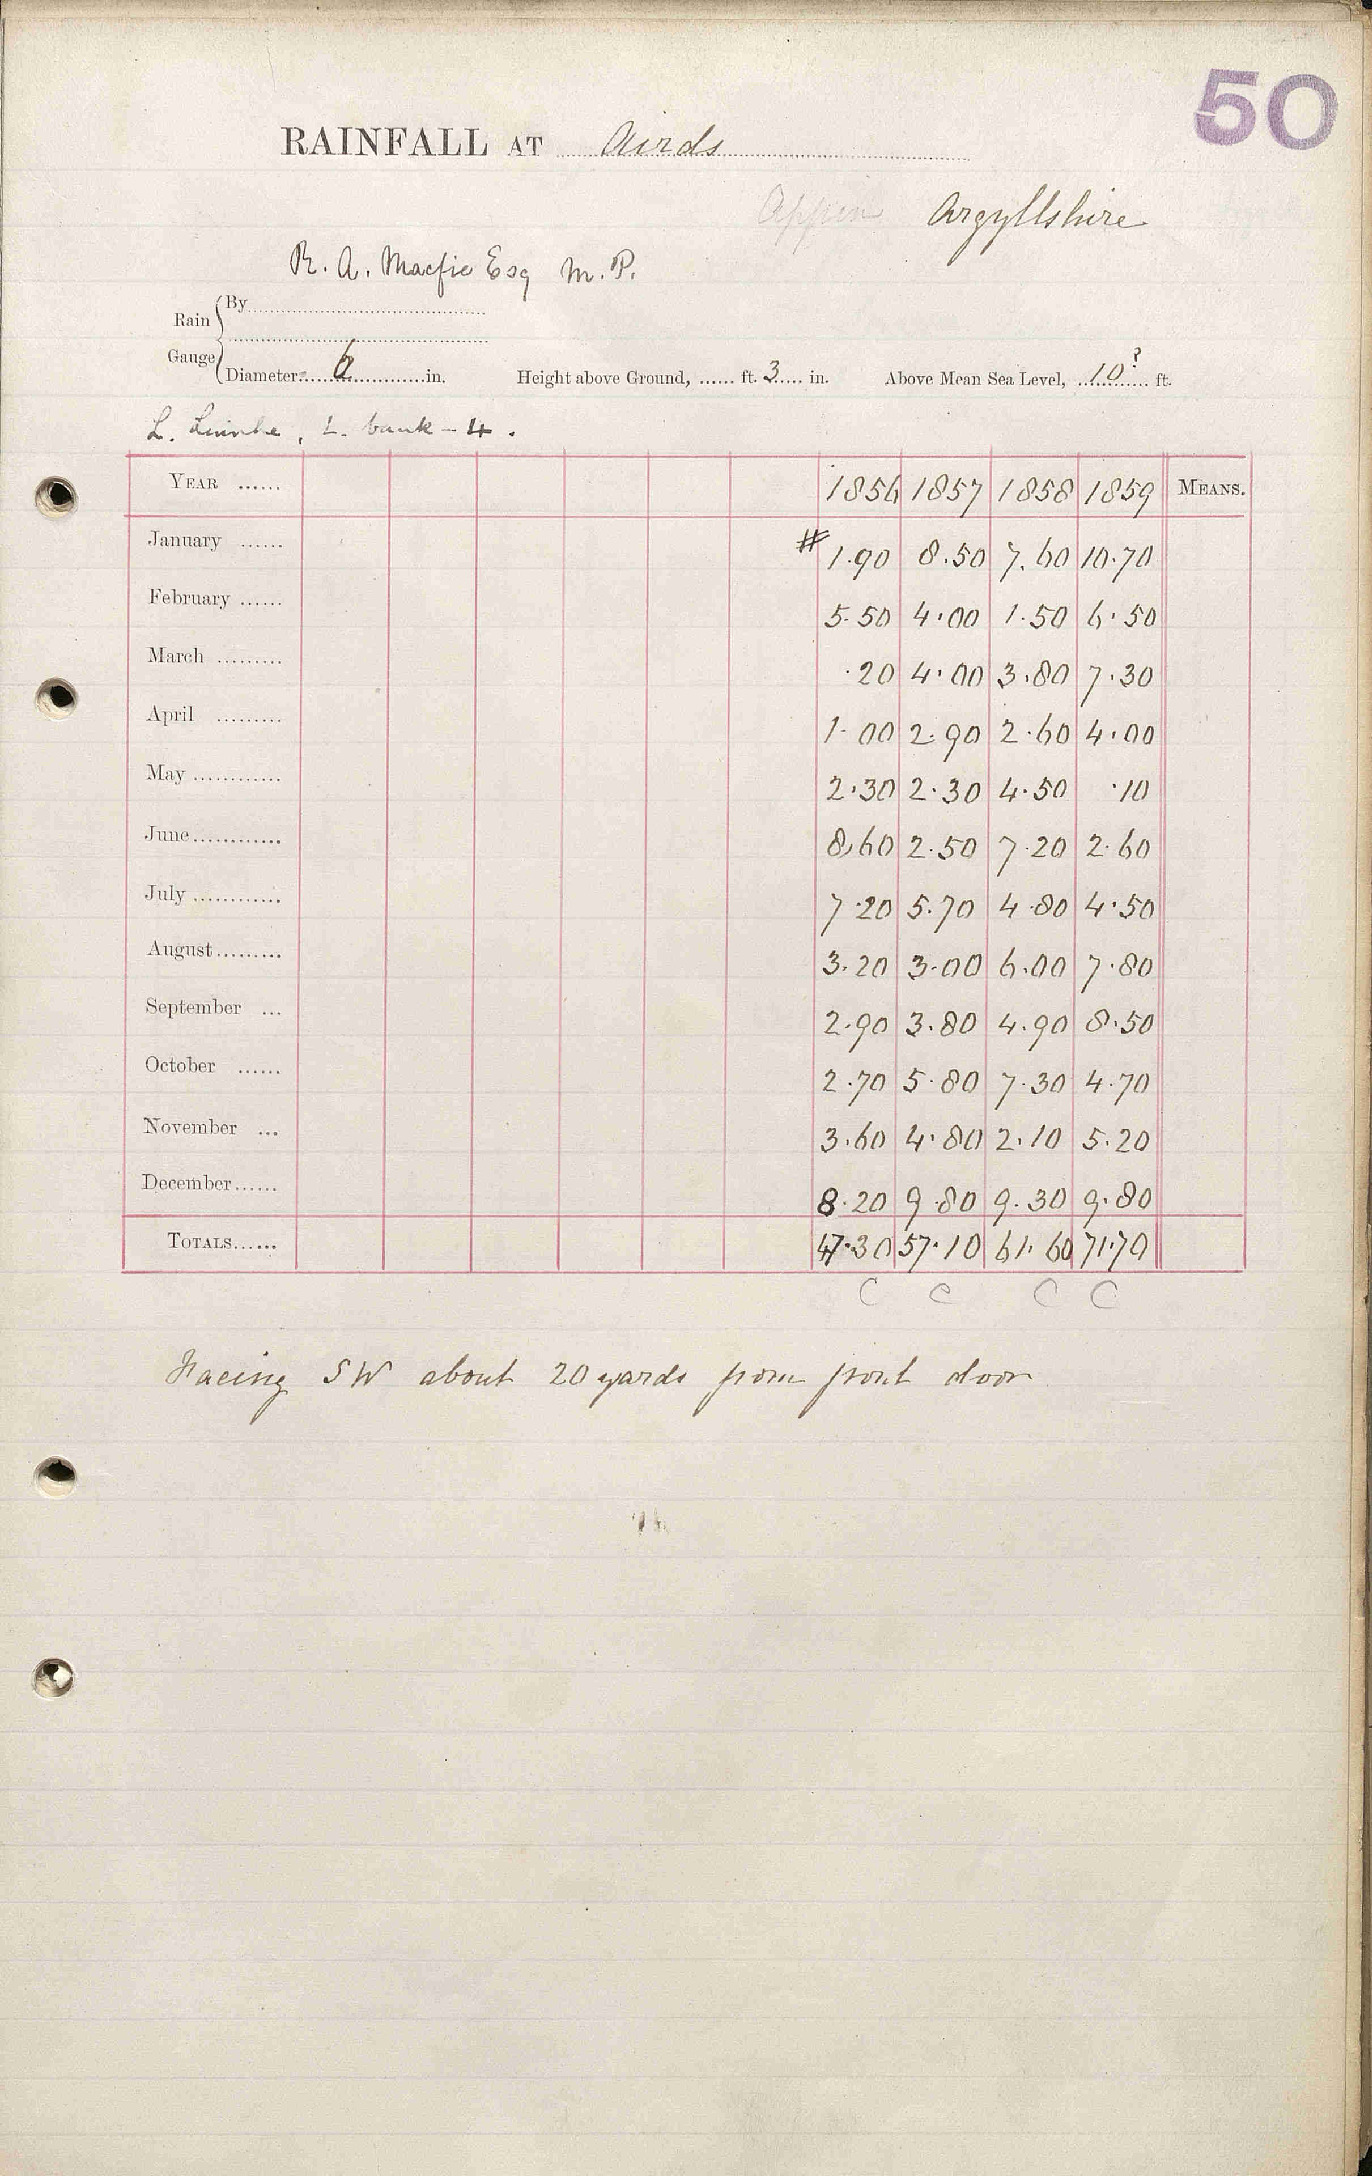 50
RAINFALL AT Airds
Appin Argyllshire
R. A. Macfie Esq M.P.
Rain Gauge
By
Diameter 6 in. Height above Ground, ...... ft. 3 in. Above Mean Sea Level, 10? ft.
L. Linnhe, L. bank - 4.
YEAR ...... 1856 1857 1858 1859 MEANS.
January ...... # 1.90 8.50 7.60 10.70
February ...... 5.50 4.00 1.50 6.50
March ......... .20 4.00 3.80 7.30
April ......... 1.00 2.90 2.60 4.00
May ............ 2.30 2.30 4.50 .10
June ............ 8.60 2.50 7.20 2.60
July ............ 7.20 5.70 4.80 4.50
August ......... 3.20 3.00 6.00 7.80
September ... 2.90 3.80 4.90 8.50
October ...... 2.70 5.80 7.30 4.70
November ... 3.60 4.80 2.10 5.20
December ...... 8.20 9.80 9.30 9.80
TOTALS ...... 47.30 57.10 61.60 71.70
C C C C
Facing SW about 20 yards from front door